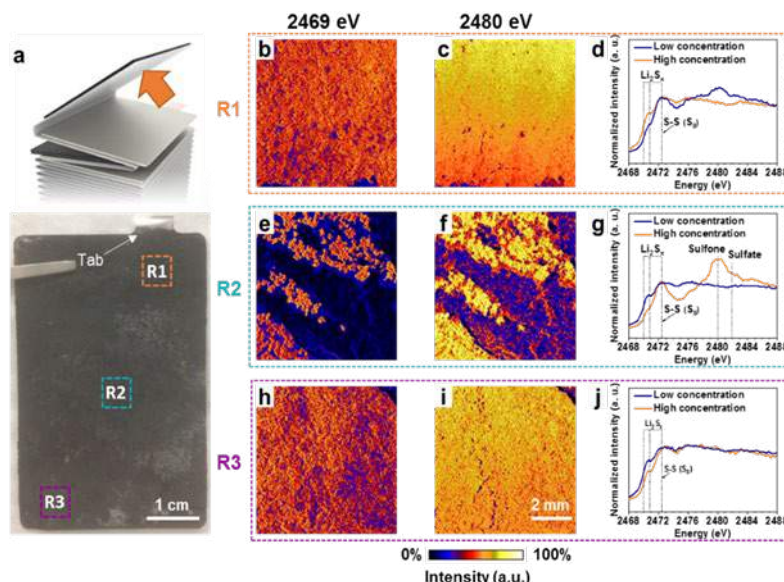 2469 eV
2480 eV
a
b
c
d
Low concentration
High concentration
Li2Sx
S-S (S8)
Normalized intensity (a. u.)
2468 2472 2476 2480 2484 2488
Energy (eV)
R1
Tab
R1
R2
R3
1 cm
R2
e
f
g
Low concentration
High concentration
Li2Sx
Sulfone
Sulfate
S-S (S8)
Normalized intensity (a. u.)
2468 2472 2476 2480 2484 2488
Energy (eV)
R3
h
i
2 mm
j
Low concentration
High concentration
S-S (S8)
Normalized intensity (a. u.)
2468 2472 2476 2480 2484 2488
Energy (eV)
0%
100%
Intensity (a.u.)